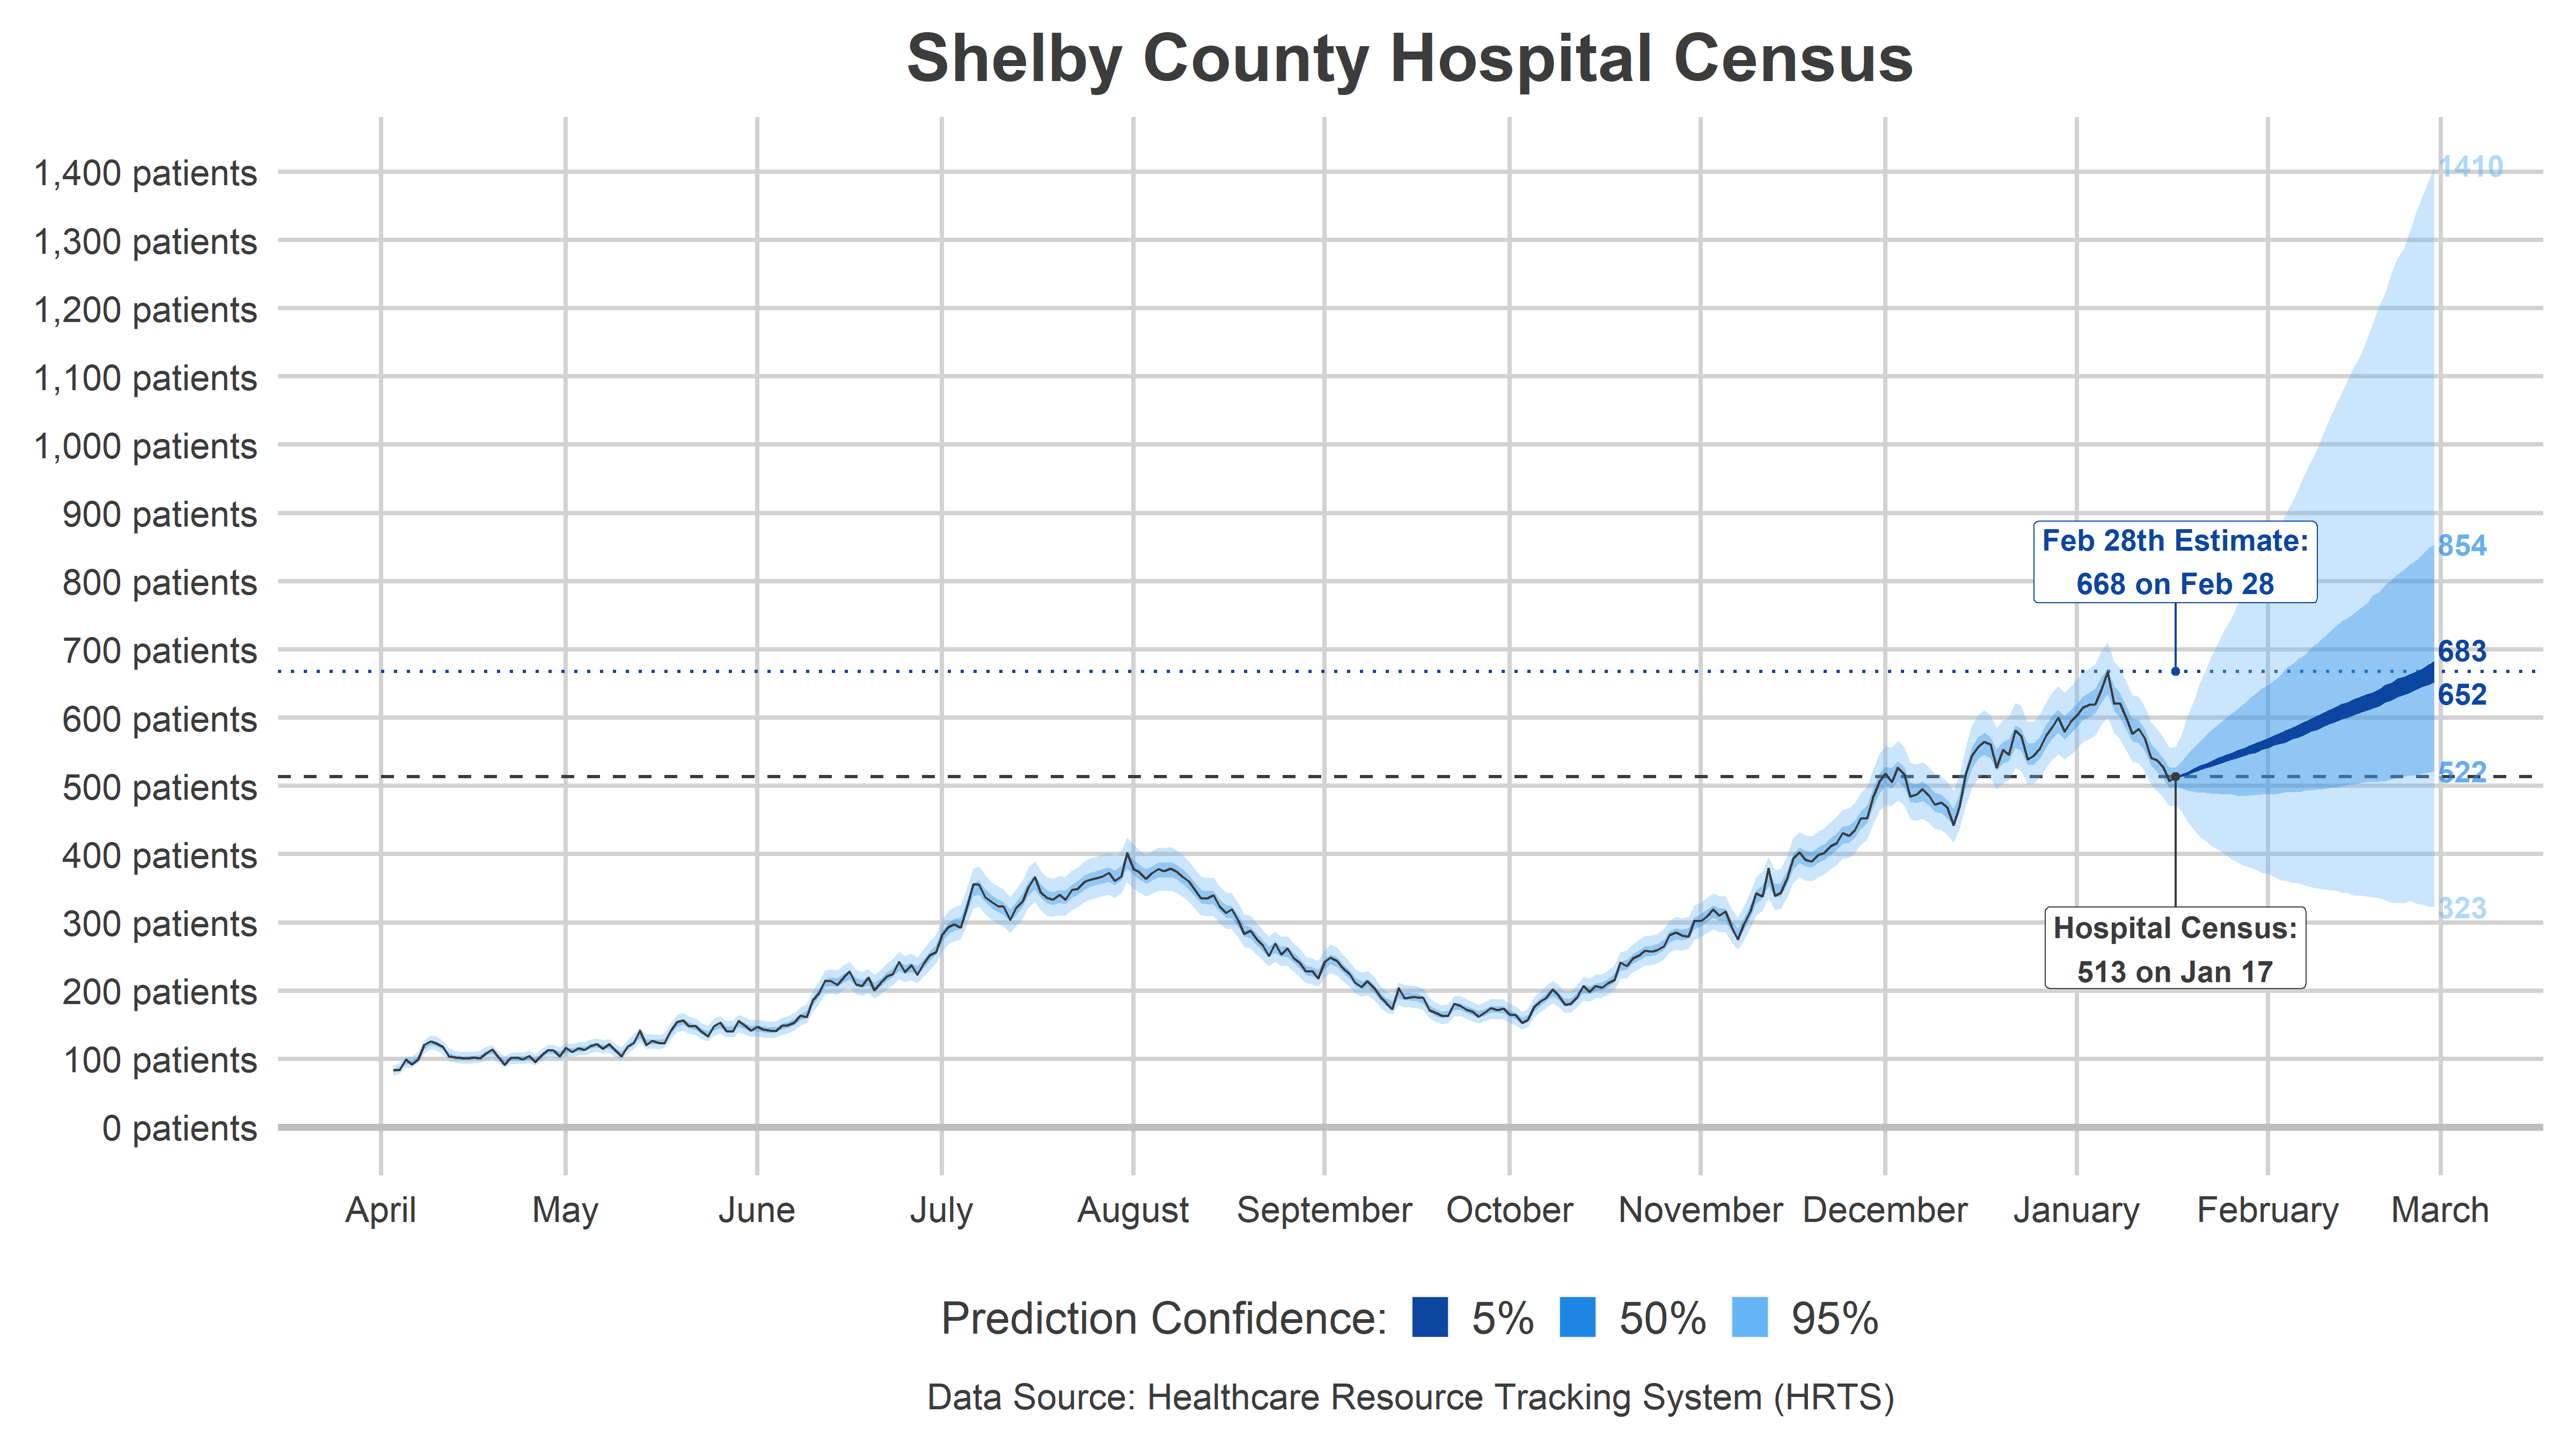 Shelby County Hospital Census
1,400 patients
1,300 patients
1,200 patients
1,100 patients
1,000 patients
900 patients
800 patients
700 patients
600 patients
500 patients
400 patients
300 patients
200 patients
100 patients
0 patients
1410
854
683
652
522
323
Feb 28th Estimate:
668 on Feb 28
Hospital Census:
513 on Jan 17
April May June July August September October November December January February March
Prediction Confidence: 5% 50% 95%
Data Source: Healthcare Resource Tracking System (HRTS)